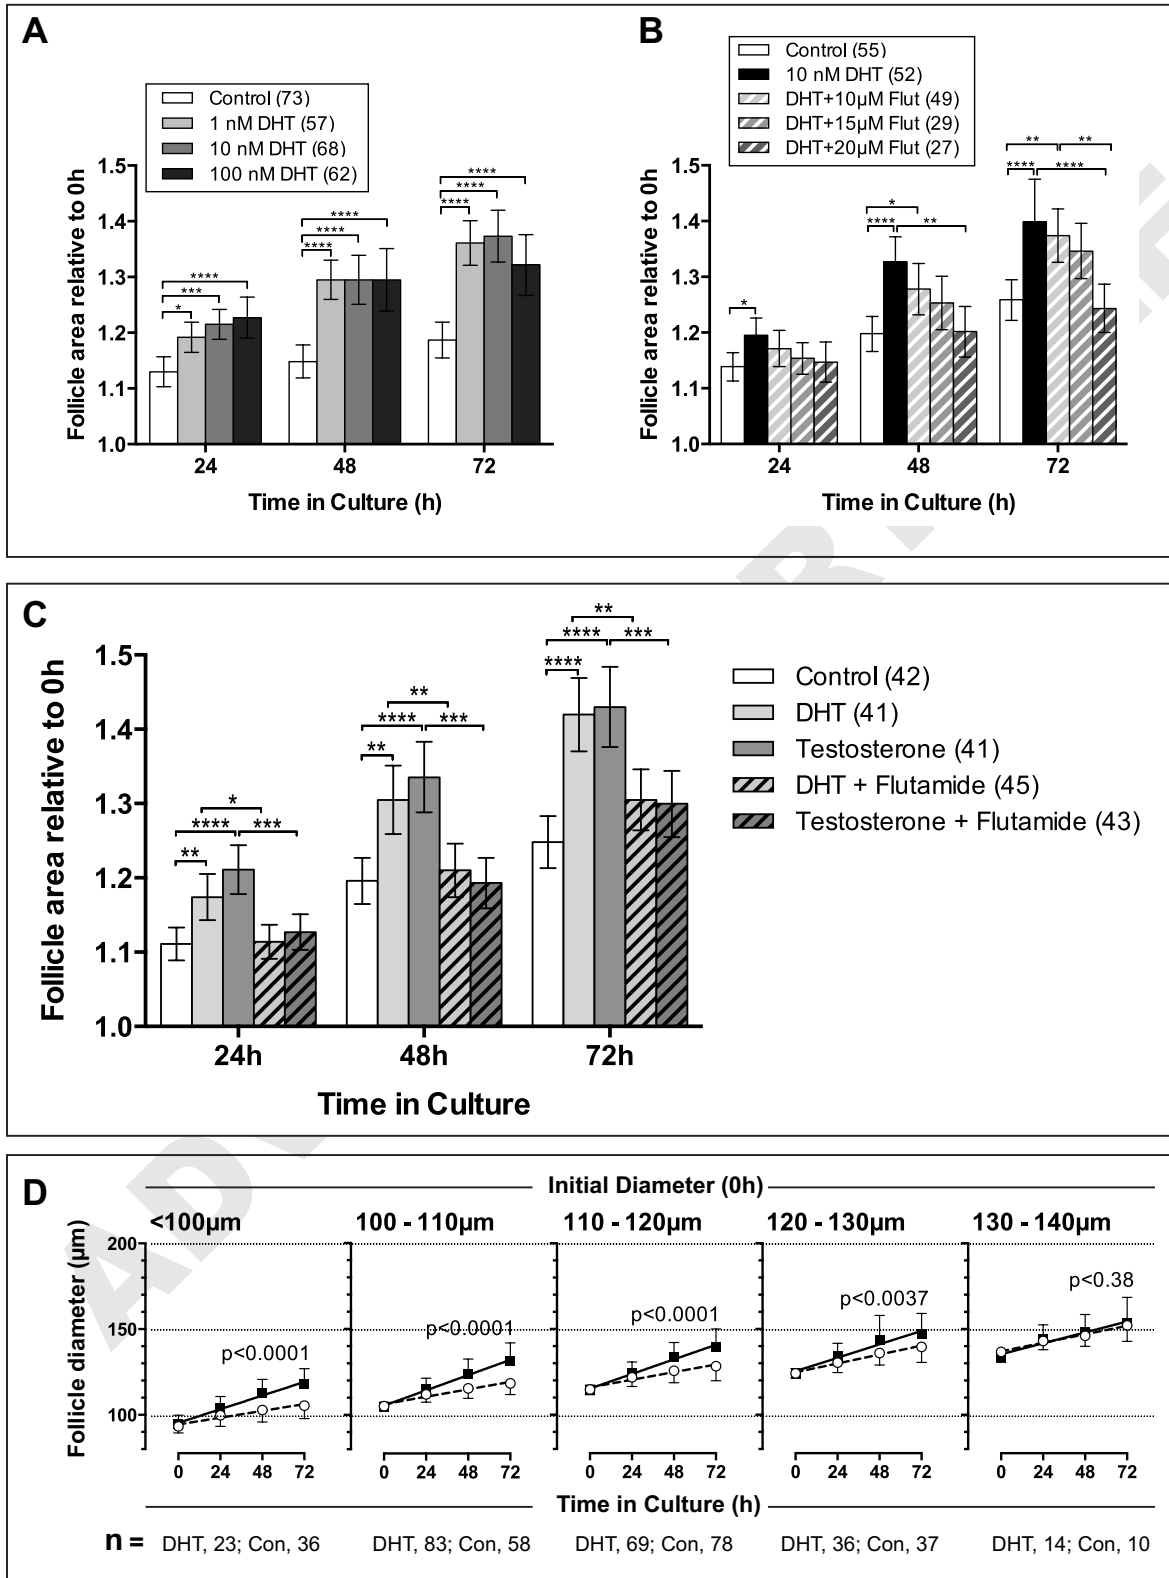 A
Control (73)
1 nM DHT (57)
10 nM DHT (68)
100 nM DHT (62)
Follicle area relative to 0h
1.5
1.4
1.3
1.2
1.1
1.0
* *** ****
**** **** ****
**** **** ****
24 48 72
Time in Culture (h)
B
Control (55)
10 nM DHT (52)
DHT+10µM Flut (49)
DHT+15µM Flut (29)
DHT+20µM Flut (27)
Follicle area relative to 0h
1.5
1.4
1.3
1.2
1.1
1.0
*
* **** **
** ** **** ****
24 48 72
Time in Culture (h)
C
Control (42)
DHT (41)
Testosterone (41)
DHT + Flutamide (45)
Testosterone + Flutamide (43)
Follicle area relative to 0h
1.5
1.4
1.3
1.2
1.1
1.0
* **** *** **
** **** *** **
** **** *** ****
24h 48h 72h
Time in Culture
D
Initial Diameter (0h)
<100µm 100 - 110µm 110 - 120µm 120 - 130µm 130 - 140µm
Follicle diameter (µm)
200
150
100
p<0.0001 p<0.0001 p<0.0001 p<0.0037 p<0.38
0 24 48 72 0 24 48 72 0 24 48 72 0 24 48 72 0 24 48 72
Time in Culture (h)
n = DHT, 23; Con, 36 DHT, 83; Con, 58 DHT, 69; Con, 78 DHT, 36; Con, 37 DHT, 14; Con, 10